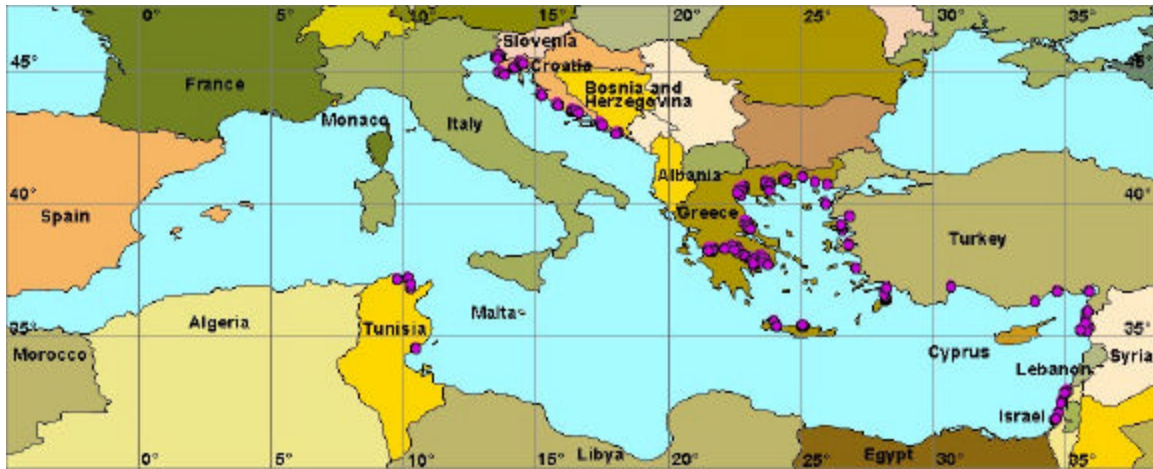 0° 5° 10° 15° 20° 25° 30° 35°
Slovenia
45° Croatia 45°
France
Bosnia and
Herzegovina
Monaco
Italy
Albania
40° 40°
Spain
Greece
Turkey
Malta
Algeria
Tunisia
35° 35°
Morocco
Cyprus
Syria
Lebanon
Israel
0° 5° 10° 15° Libya 20° 25° Egypt 30° 35°